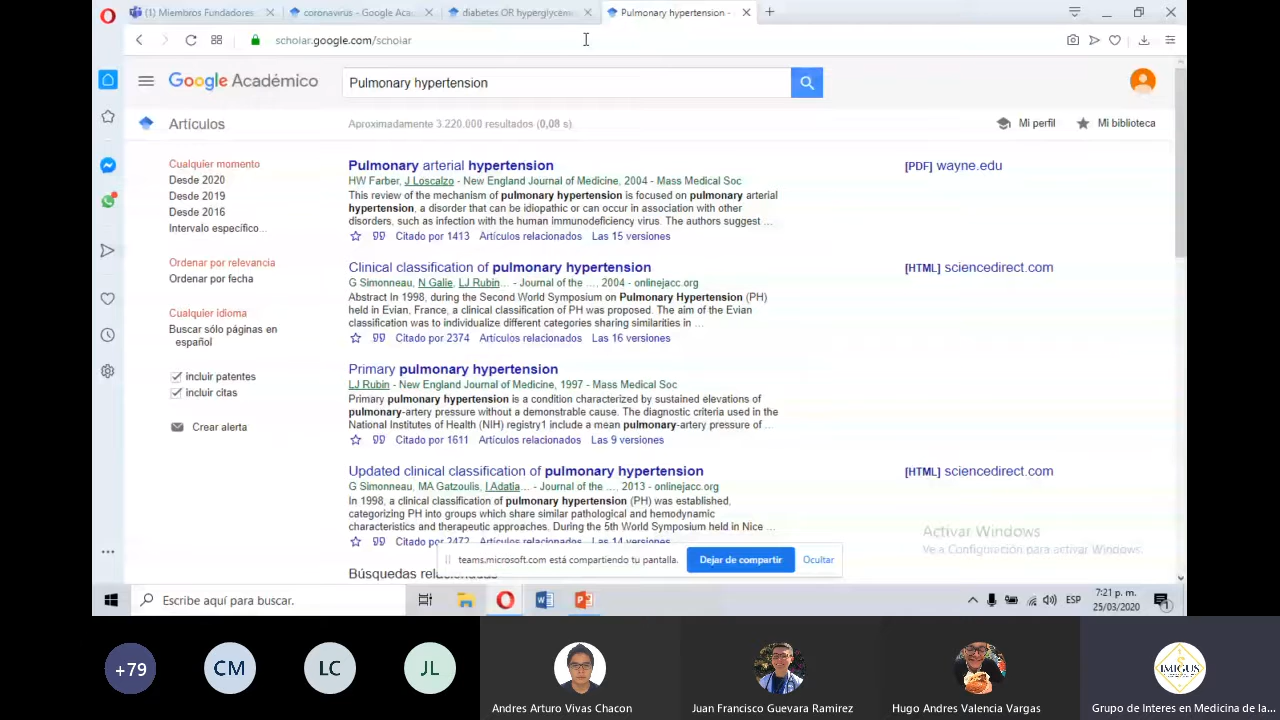 Miembros Fundadores
coronavirus - Google Aca...
diabetes OR hyperglycem
Pulmonary hypertension -
scholar.google.com/scholar
Google Académico
Pulmonary hypertension
Artículos
Aproximadamente 3.220.000 resultados (0,08 s)
Mi perfil
Mi biblioteca
Cualquier momento
Desde 2020
Desde 2019
Desde 2016
Intervalo específico...
Ordenar por relevancia
Ordenar por fecha
Cualquier idioma
Buscar sólo páginas en
español
incluir patentes
incluir citas
Crear alerta
Pulmonary arterial hypertension
[PDF] wayne.edu
HW Farber, J Loscalzo - New England Journal of Medicine, 2004 - Mass Medical Soc
This review of the mechanism of pulmonary hypertension is focused on pulmonary arterial
hypertension, a disorder that can be idiopathic or can occur in association with other
disorders, such as infection with the human immunodeficiency virus. The authors suggest ...
Citado por 1413 Artículos relacionados Las 15 versiones
Clinical classification of pulmonary hypertension
[HTML] sciencedirect.com
G Simonneau, N Galie, LJ Rubin... - Journal of the ..., 2004 - onlinejacc.org
Abstract In 1998, during the Second World Symposium on Pulmonary Hypertension (PH)
held in Evian, France, a clinical classification of PH was proposed. The aim of the Evian
classification was to individualize different categories sharing similarities in ...
Citado por 2374 Artículos relacionados Las 16 versiones
Primary pulmonary hypertension
LJ Rubin - New England Journal of Medicine, 1997 - Mass Medical Soc
Primary pulmonary hypertension is a condition characterized by sustained elevations of
pulmonary-artery pressure without a demonstrable cause. The diagnostic criteria used in the
National Institutes of Health (NIH) registry1 include a mean pulmonary-artery pressure of ...
Citado por 1611 Artículos relacionados Las 9 versiones
Updated clinical classification of pulmonary hypertension
[HTML] sciencedirect.com
G Simonneau, MA Gatzoulis, I Adatia... - Journal of the ..., 2013 - onlinejacc.org
In 1998, a clinical classification of pulmonary hypertension (PH) was established,
categorizing PH into groups which share similar pathological and hemodynamic
characteristics and therapeutic approaches. During the 5th World Symposium held in Nice ...
Citado por 2472 Artículos relacionados Las 14 versiones
Búsquedas relacionadas
Activar Windows
Ve a Configuración para activar Windows.
teams.microsoft.com está compartiendo tu pantalla.
Dejar de compartir
Ocultar
Escribe aquí para buscar.
ESP
7:21 p. m.
25/03/2020
+79
CM
LC
JL
IMIGUS
Andres Arturo Vivas Chacon
Juan Francisco Guevara Ramirez
Hugo Andres Valencia Vargas
Grupo de Interes en Medicina de la...